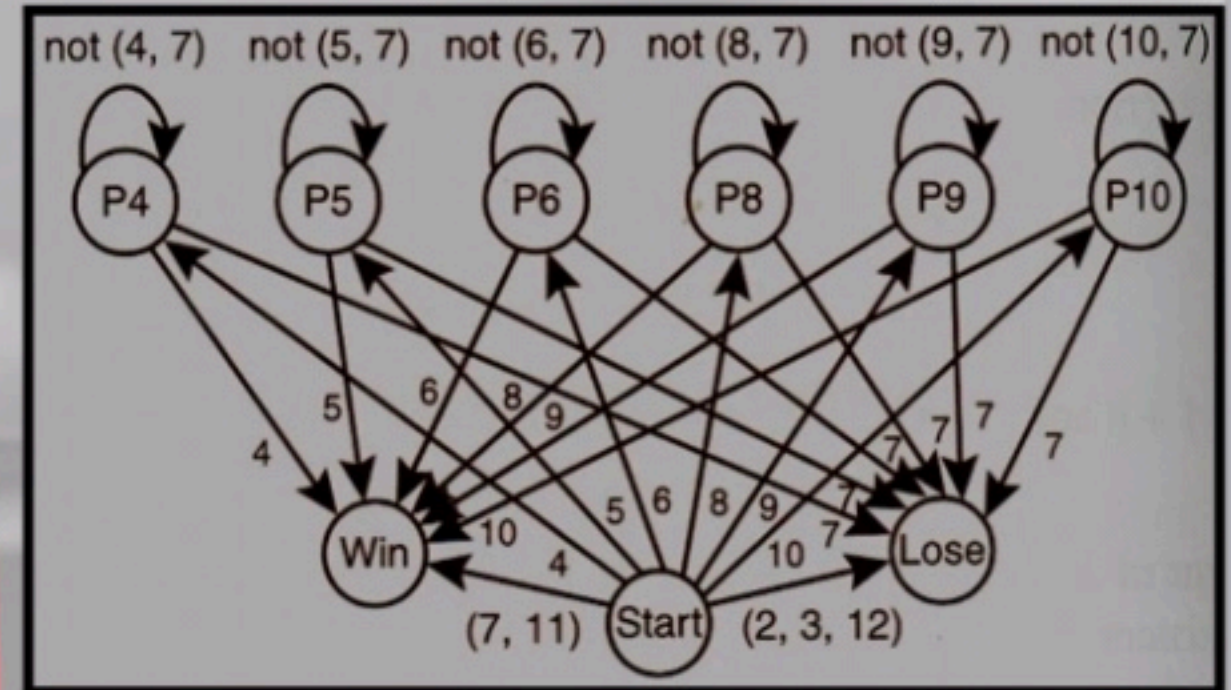 not (4, 7) not (5, 7) not (6, 7) not (8, 7) not (9, 7) not (10, 7)
P4 P5 P6 P8 P9 P10
4 5 6 8 9 7 7 7 7
10 4 5 6 8 9 10 7 7
Win Start Lose
(7, 11) (2, 3, 12)